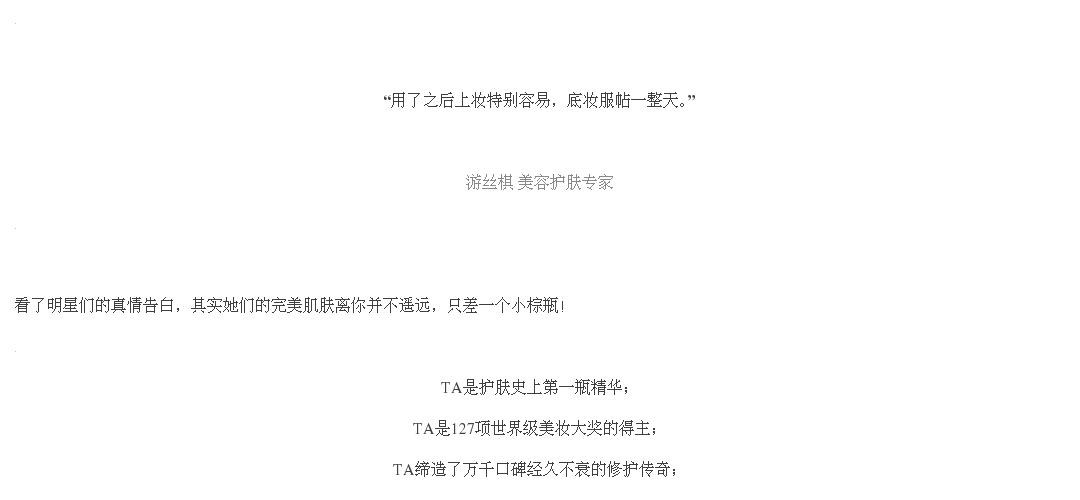 “用了之后上妆特别容易，底妆服帖一整天。”
游丝棋 美容护肤专家
看了明星们的真情告白，其实她们的完美肌肤离你并不遥远，只差一个小棕瓶！
TA是护肤史上第一瓶精华；
TA是127项世界级美妆大奖的得主；
TA缔造了万千口碑经久不衰的修护传奇；